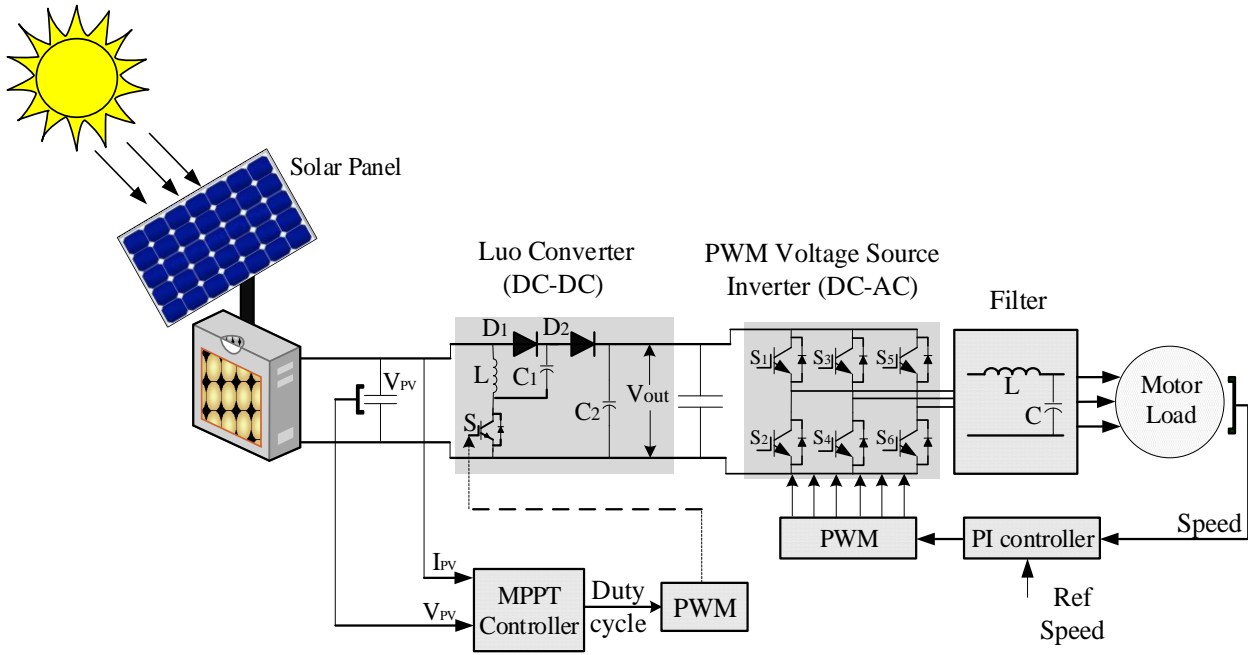 Solar Panel
Luo Converter
(DC-DC)
PWM Voltage Source
Inverter (DC-AC)
Filter
D1
D2
L
C1
S
C2
VPV
Vout
S1
S3
S5
S2
S4
S6
L
C
Motor
Load
Speed
PWM
PI controller
Ref
Speed
IPV
VPV
MPPT
Controller
Duty
cycle
PWM